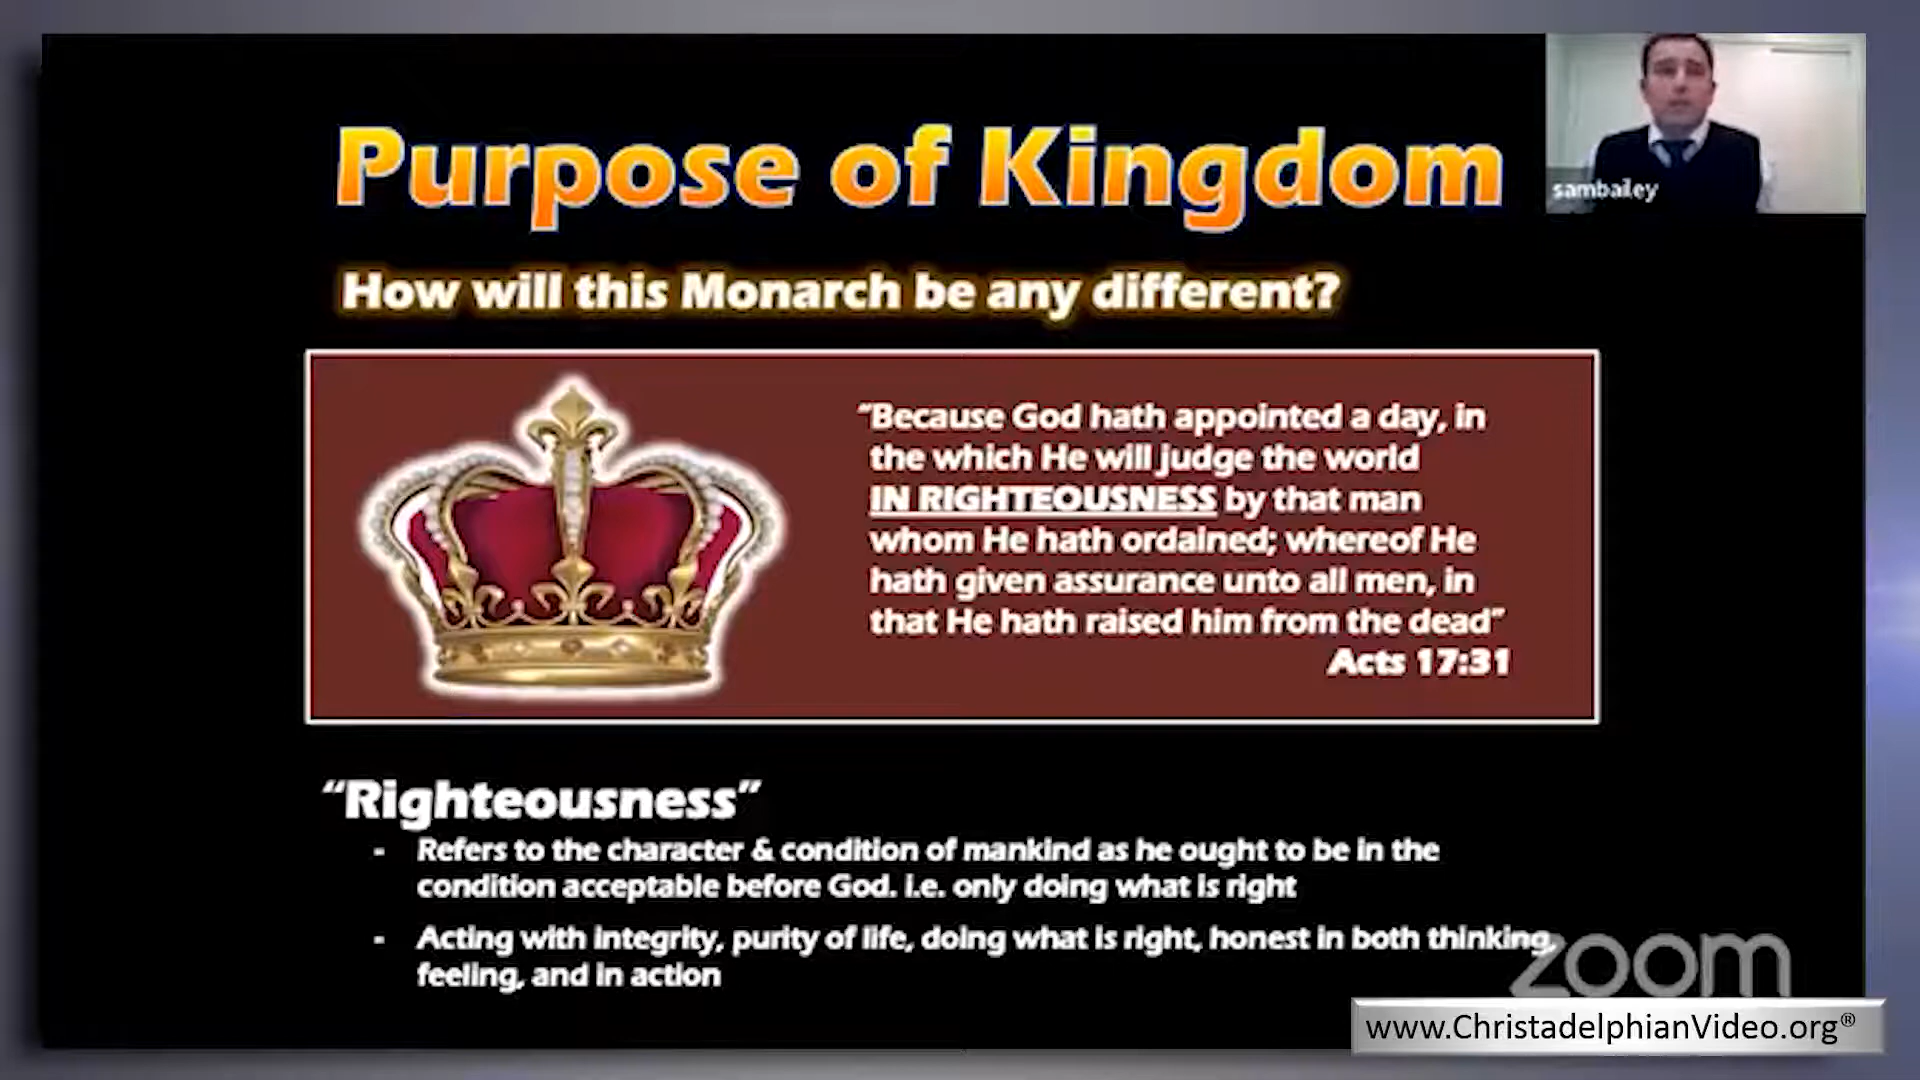 Purpose of Kingdom
sambailey
How will this Monarch be any different?
“Because God hath appointed a day, in
the which He will judge the world
IN RIGHTEOUSNESS by that man
whom He hath ordained; whereof He
hath given assurance unto all men, in
that He hath raised him from the dead”
Acts 17:31
“Righteousness”
- Refers to the character & condition of mankind as he ought to be in the
condition acceptable before God. i.e. only doing what is right
- Acting with integrity, purity of life, doing what is right, honest in both thinking,
feeling, and in action
zoom
www.ChristadelphianVideo.org®